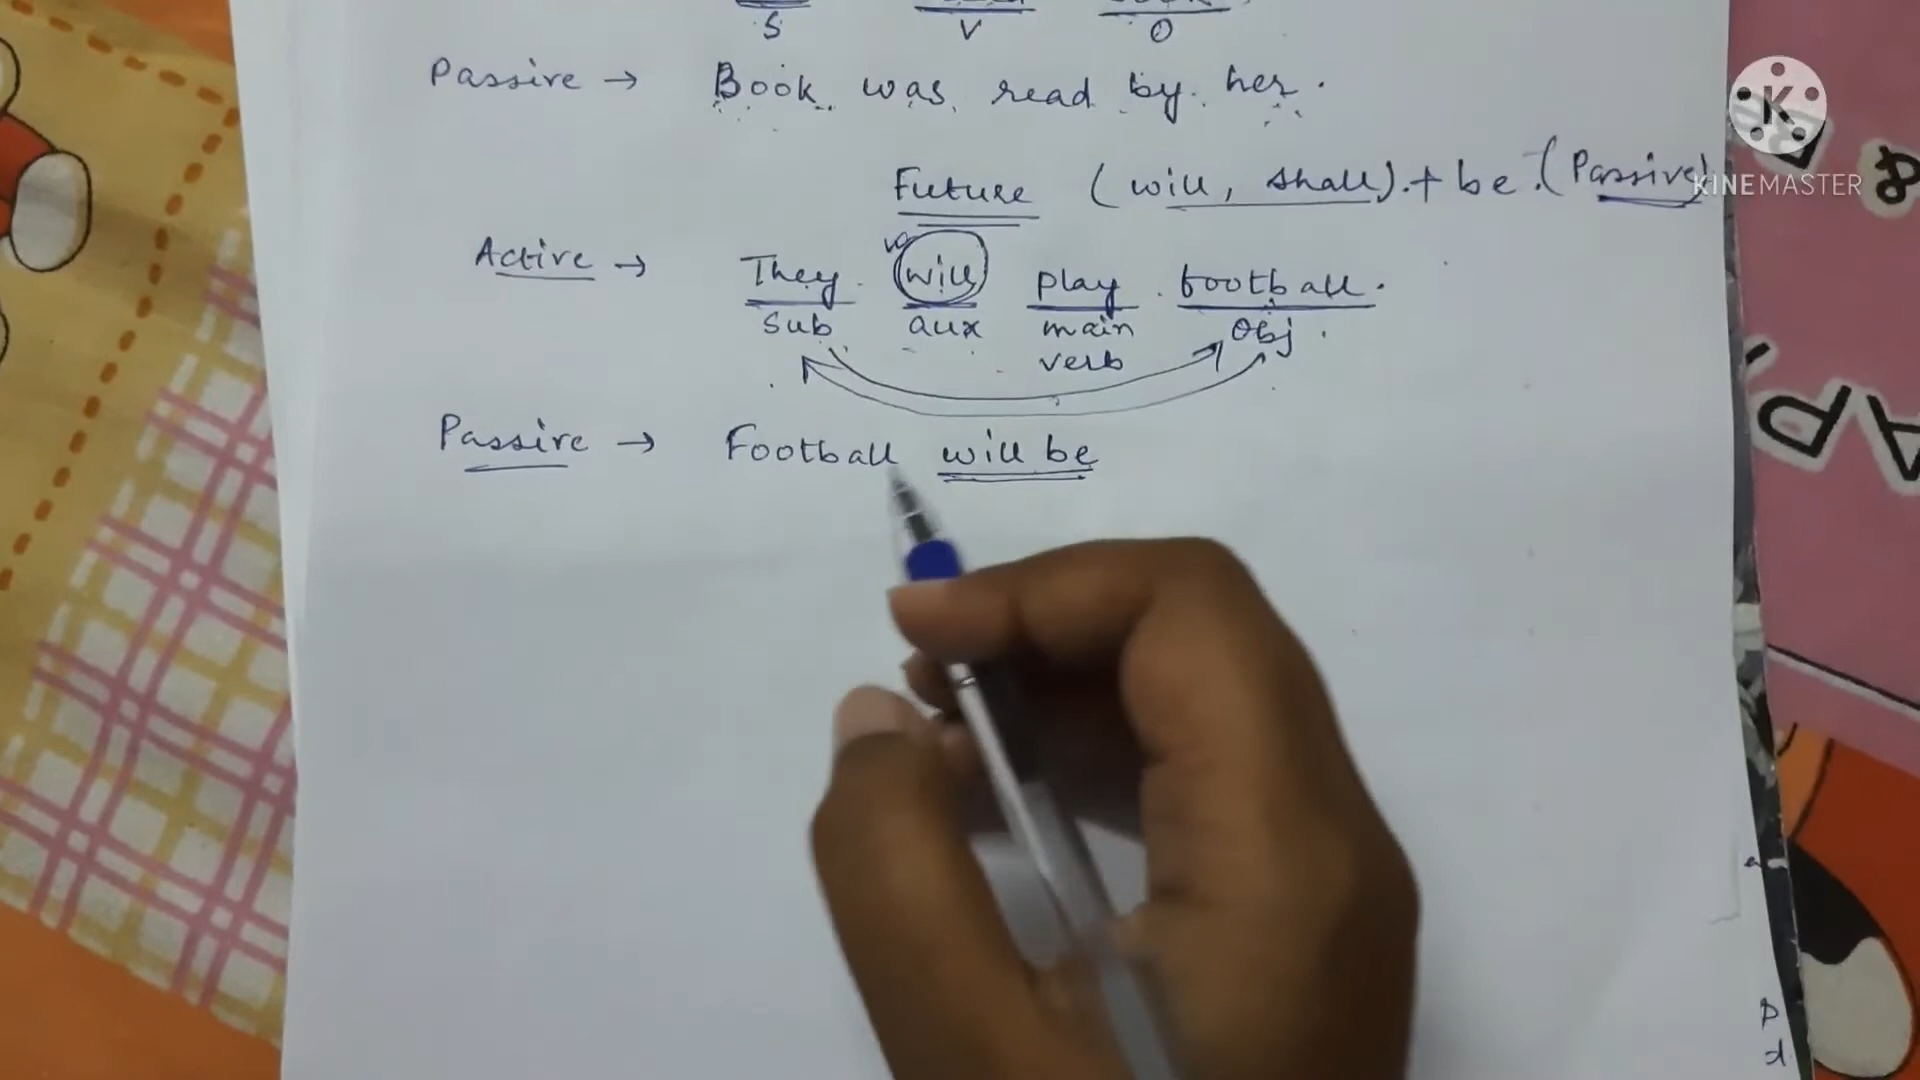 S V O
Passive → Book was read by her.
Future (will, shall) + be (Passive)
KINEMASTER
Active → They will play football.
sub aux main verb obj.
Passive → Football will be
AP
P
d